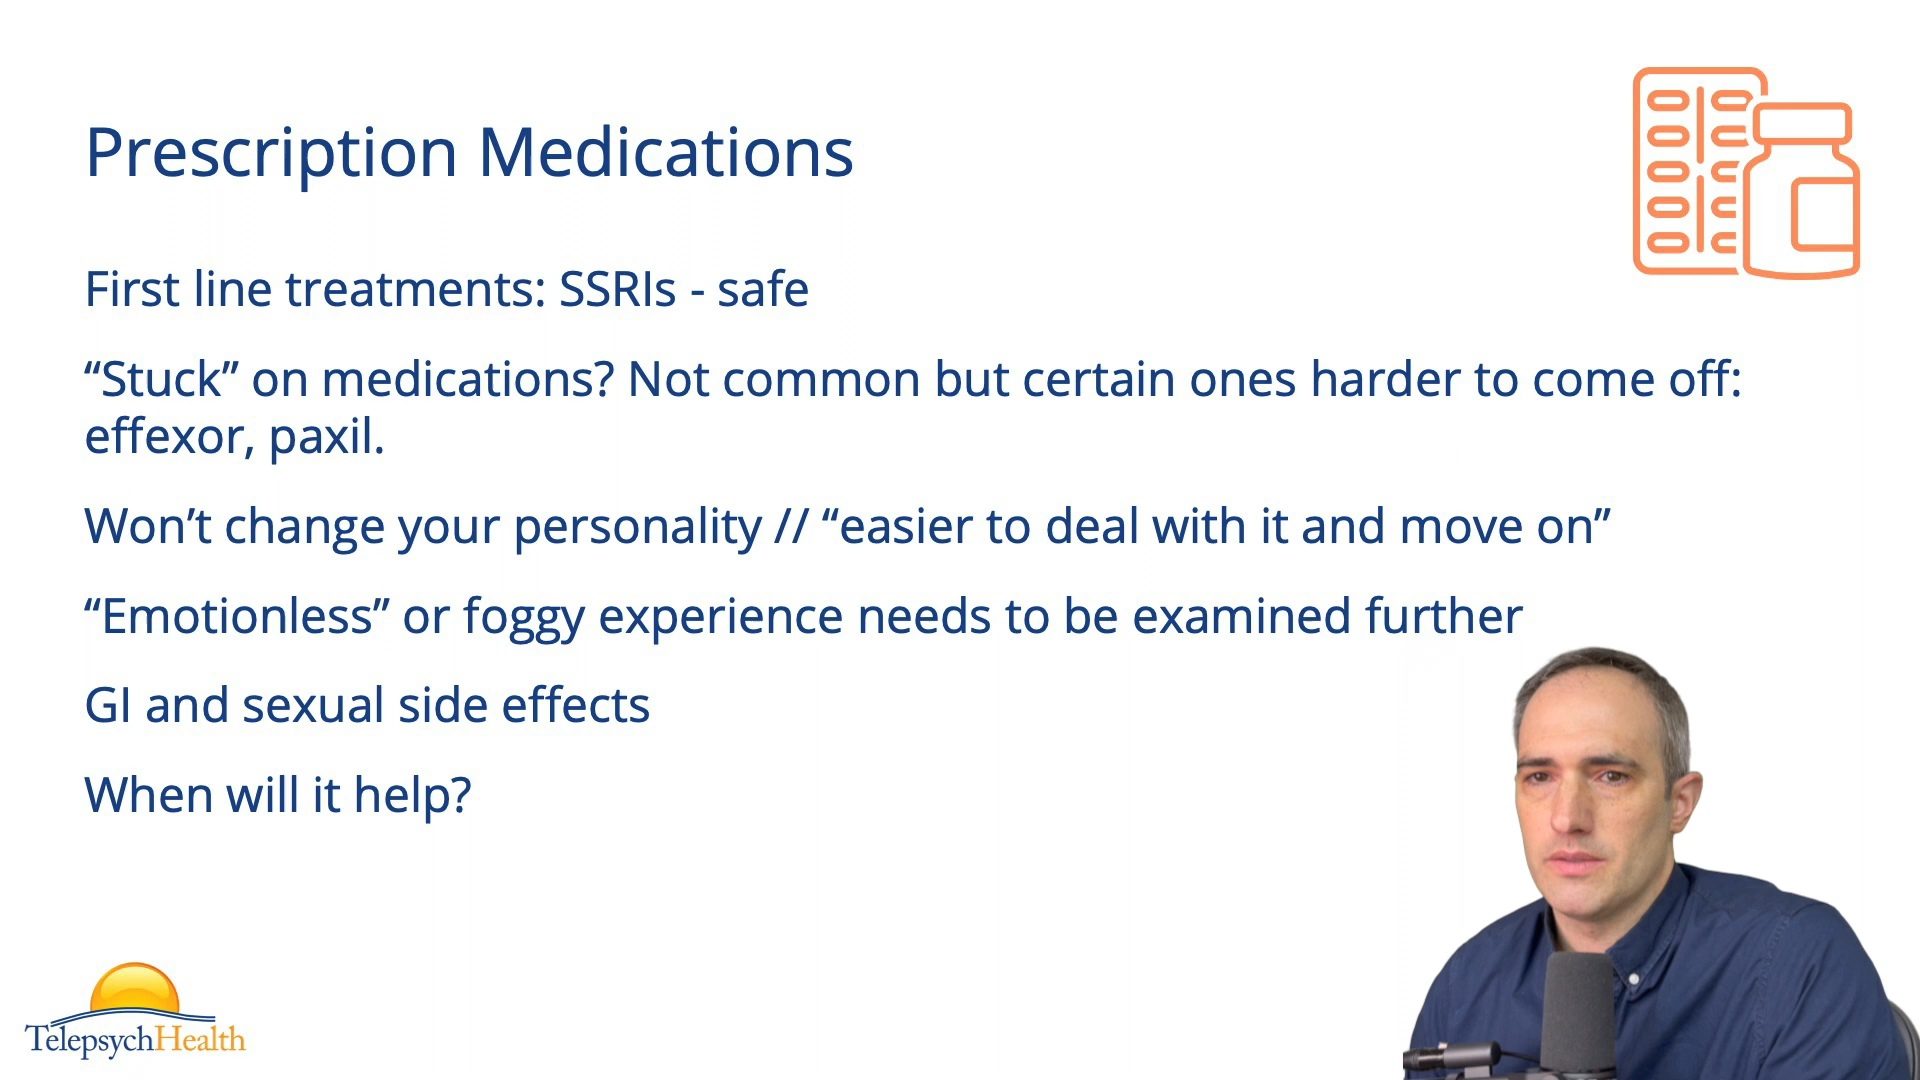 Prescription Medications
First line treatments: SSRIs - safe
“Stuck” on medications? Not common but certain ones harder to come off:
effexor, paxil.
Won’t change your personality // “easier to deal with it and move on”
“Emotionless” or foggy experience needs to be examined further
GI and sexual side effects
When will it help?
TelepsychHealth